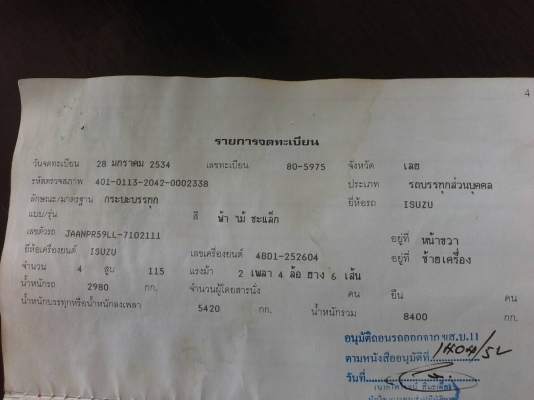 4
รายการจดทะเบียน
วันจดทะเบียน 28 มกราคม 2534 เลขทะเบียน 80-5975 จังหวัด เลย
รหัสตรวจสภาพ 401-0113-2042-0002338 ประเภท รถบรรทุกส่วนบุคคล
ลักษณะ/มาตรฐาน กระบะบรรทุก ยี่ห้อรถ ISUZU
แบบ/รุ่น สี ฟ้า ไม้ ชะแล็ก
เลขตัวรถ JAANPR59LL-7102111 อยู่ที่ หน้าขวา
ยี่ห้อเครื่องยนต์ ISUZU เลขเครื่องยนต์ 4BD1-252604 อยู่ที่ ซ้ายเครื่อง
จำนวน 4 สูบ 115 แรงม้า 2 เพลา 4 ล้อ ยาง 6 เส้น
น้ำหนักรถ 2980 กก. จำนวนผู้โดยสารนั่ง คน ยืน คน
น้ำหนักบรรทุกหรือน้ำหนักลงเพลา 5420 กก. น้ำหนักรวม 8400 กก.
อนุมัติถอนรถออกจาก ขส.บ.11
ตามหนังสืออนุมัติที่
วันที่